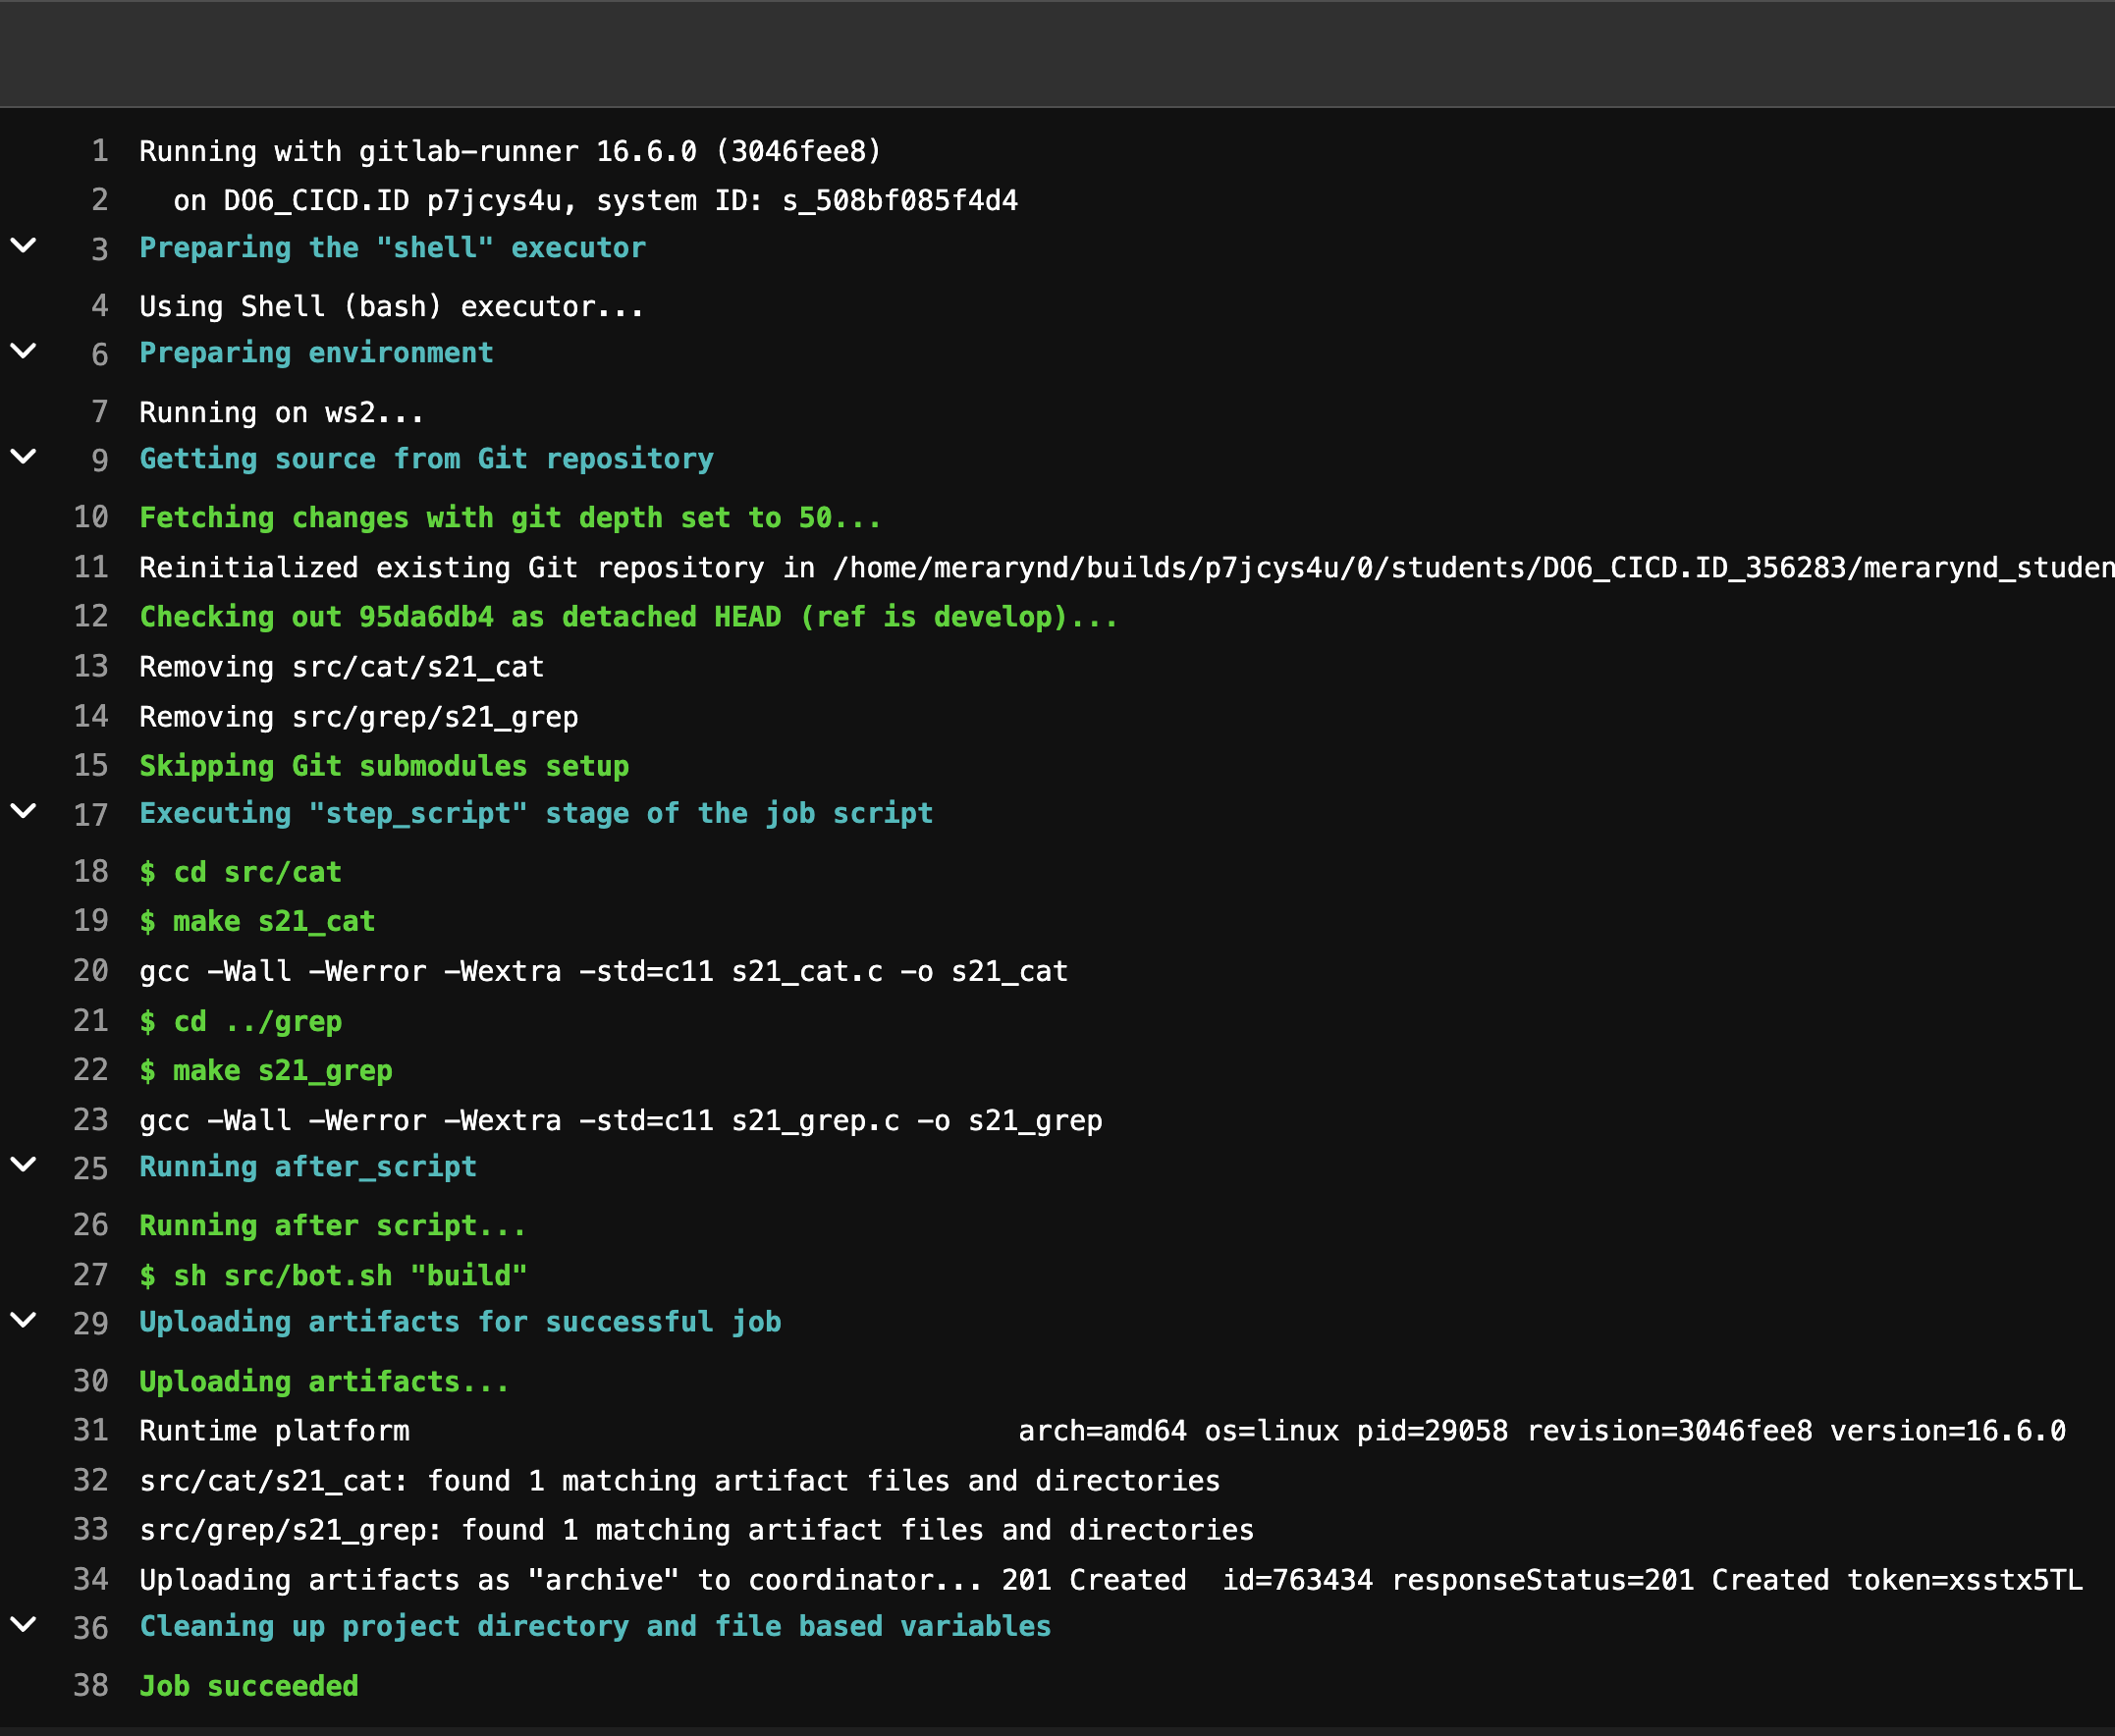 1 Running with gitlab-runner 16.6.0 (3046fee8)
2 on DO6_CICD.ID p7jcys4u, system ID: s_508bf085f4d4
3 Preparing the "shell" executor
4 Using Shell (bash) executor...
6 Preparing environment
7 Running on ws2...
9 Getting source from Git repository
10 Fetching changes with git depth set to 50...
11 Reinitialized existing Git repository in /home/merarynd/builds/p7jcys4u/0/students/DO6_CICD.ID_356283/merarynd_studen
12 Checking out 95da6db4 as detached HEAD (ref is develop)...
13 Removing src/cat/s21_cat
14 Removing src/grep/s21_grep
15 Skipping Git submodules setup
17 Executing "step_script" stage of the job script
18 $ cd src/cat
19 $ make s21_cat
20 gcc -Wall -Werror -Wextra -std=c11 s21_cat.c -o s21_cat
21 $ cd ../grep
22 $ make s21_grep
23 gcc -Wall -Werror -Wextra -std=c11 s21_grep.c -o s21_grep
25 Running after_script
26 Running after script...
27 $ sh src/bot.sh "build"
29 Uploading artifacts for successful job
30 Uploading artifacts...
31 Runtime platform arch=amd64 os=linux pid=29058 revision=3046fee8 version=16.6.0
32 src/cat/s21_cat: found 1 matching artifact files and directories
33 src/grep/s21_grep: found 1 matching artifact files and directories
34 Uploading artifacts as "archive" to coordinator... 201 Created id=763434 responseStatus=201 Created token=xsstx5TL
36 Cleaning up project directory and file based variables
38 Job succeeded